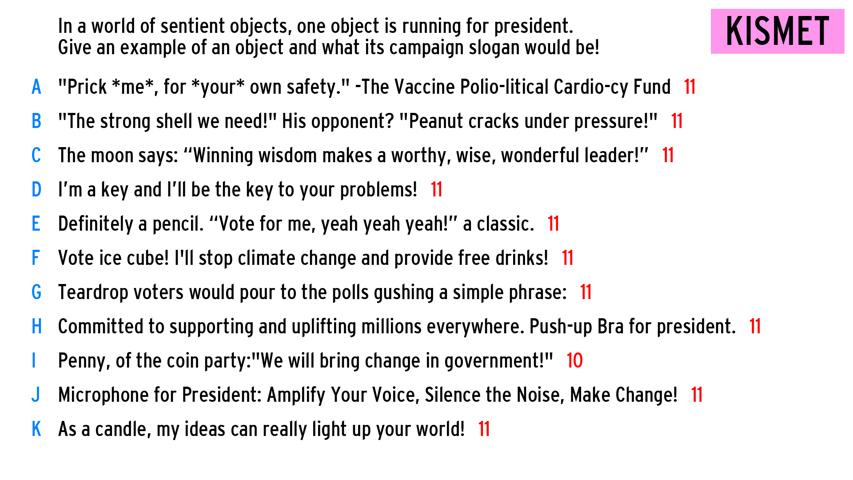 In a world of sentient objects, one object is running for president.
Give an example of an object and what its campaign slogan would be!
KISMET
A "Prick *me*, for *your* own safety." -The Vaccine Polio-litical Cardio-cy Fund 11
B "The strong shell we need!" His opponent? "Peanut cracks under pressure!" 11
C The moon says: “Winning wisdom makes a worthy, wise, wonderful leader!” 11
D I’m a key and I’ll be the key to your problems! 11
E Definitely a pencil. “Vote for me, yeah yeah yeah!” a classic. 11
F Vote ice cube! I'll stop climate change and provide free drinks! 11
G Teardrop voters would pour to the polls gushing a simple phrase: 11
H Committed to supporting and uplifting millions everywhere. Push-up Bra for president. 11
I Penny, of the coin party:"We will bring change in government!" 10
J Microphone for President: Amplify Your Voice, Silence the Noise, Make Change! 11
K As a candle, my ideas can really light up your world! 11